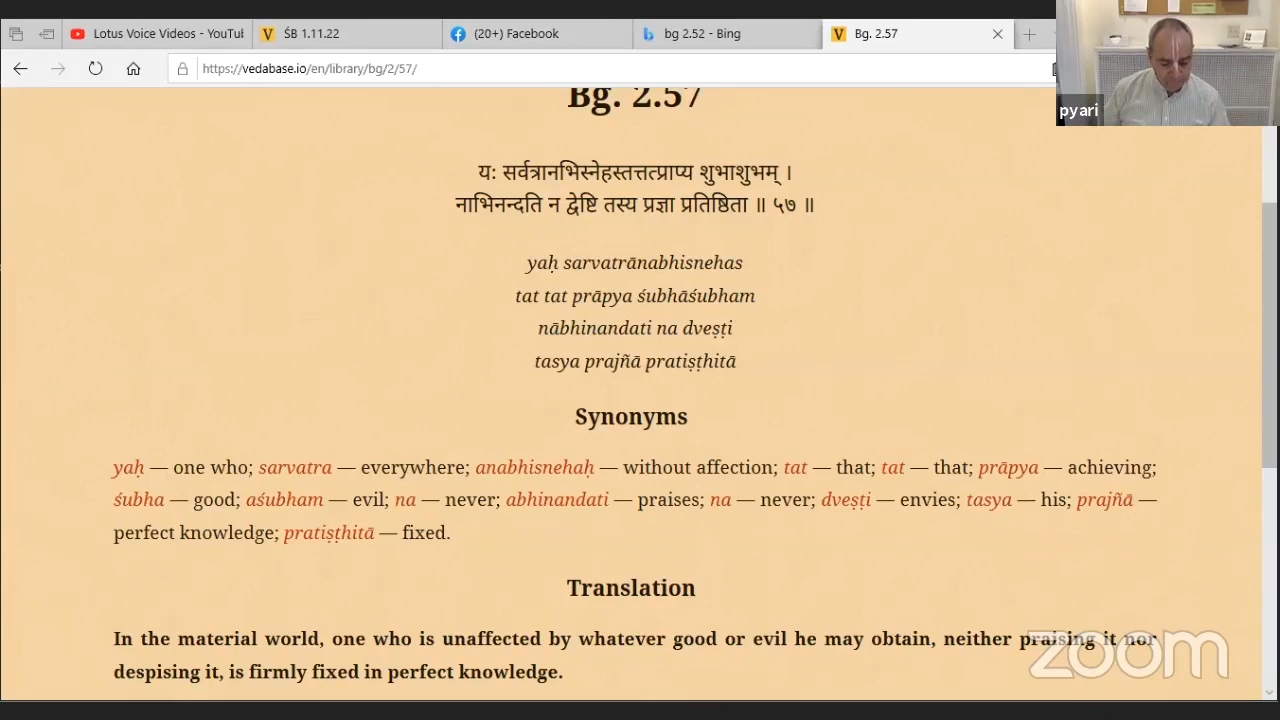 Lotus Voice Videos - YouTul
ŚB 1.11.22
(20+) Facebook
bg 2.52 - Bing
Bg. 2.57
https://vedabase.io/en/library/bg/2/57/
pyari
Bg. 2.57
यः सर्वत्रानभिस्नेहस्तत्तत्प्राप्य शुभाशुभम् ।
नाभिनन्दति न द्वेष्टि तस्य प्रज्ञा प्रतिष्ठिता ॥ ५७ ॥
yaḥ sarvatrānabhisnehas
tat tat prāpya śubhāśubham
nābhinandati na dveṣṭi
tasya prajñā pratiṣṭhitā
Synonyms
yaḥ — one who; sarvatra — everywhere; anabhisnehaḥ — without affection; tat — that; tat — that; prāpya — achieving;
śubha — good; aśubham — evil; na — never; abhinandati — praises; na — never; dveṣṭi — envies; tasya — his; prajñā —
perfect knowledge; pratiṣṭhitā — fixed.
Translation
In the material world, one who is unaffected by whatever good or evil he may obtain, neither praising it nor
despising it, is firmly fixed in perfect knowledge.
zoom